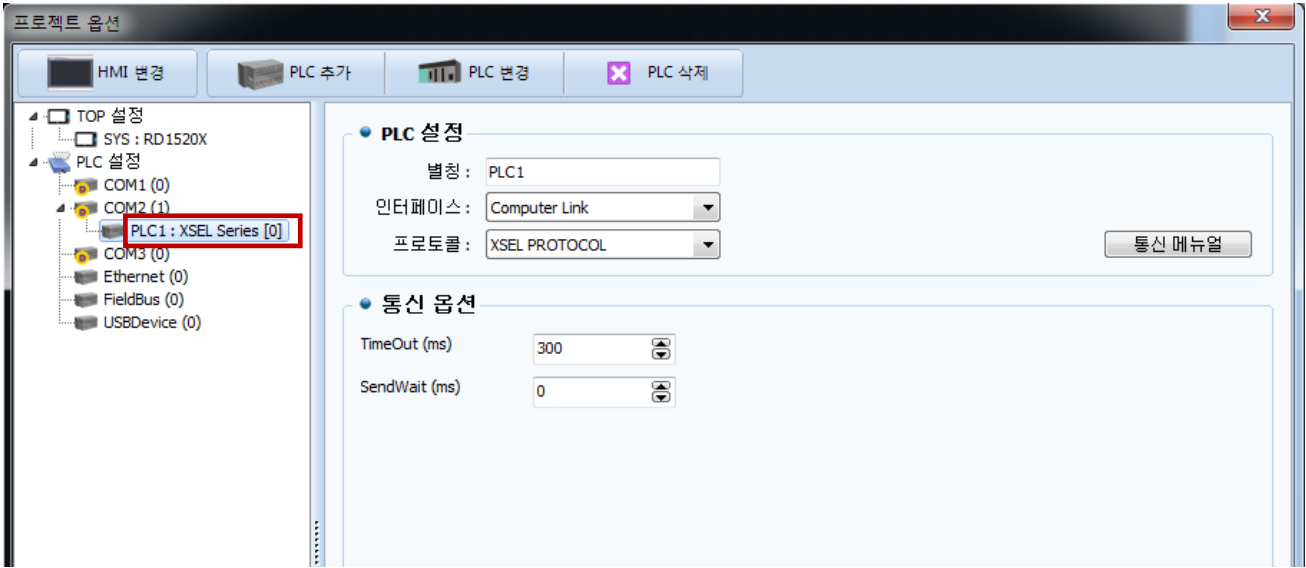 프로젝트 옵션
x
HMI 변경 PLC 추가 PLC 변경 PLC 삭제
TOP 설정
SYS : RD1520X
PLC 설정
COM1 (0)
COM2 (1)
PLC1 : XSEL Series [0]
COM3 (0)
Ethernet (0)
FieldBus (0)
USBDevice (0)
PLC 설정
별칭 : PLC1
인터페이스 : Computer Link
프로토콜 : XSEL PROTOCOL 통신 메뉴얼
통신 옵션
TimeOut (ms) 300
SendWait (ms) 0